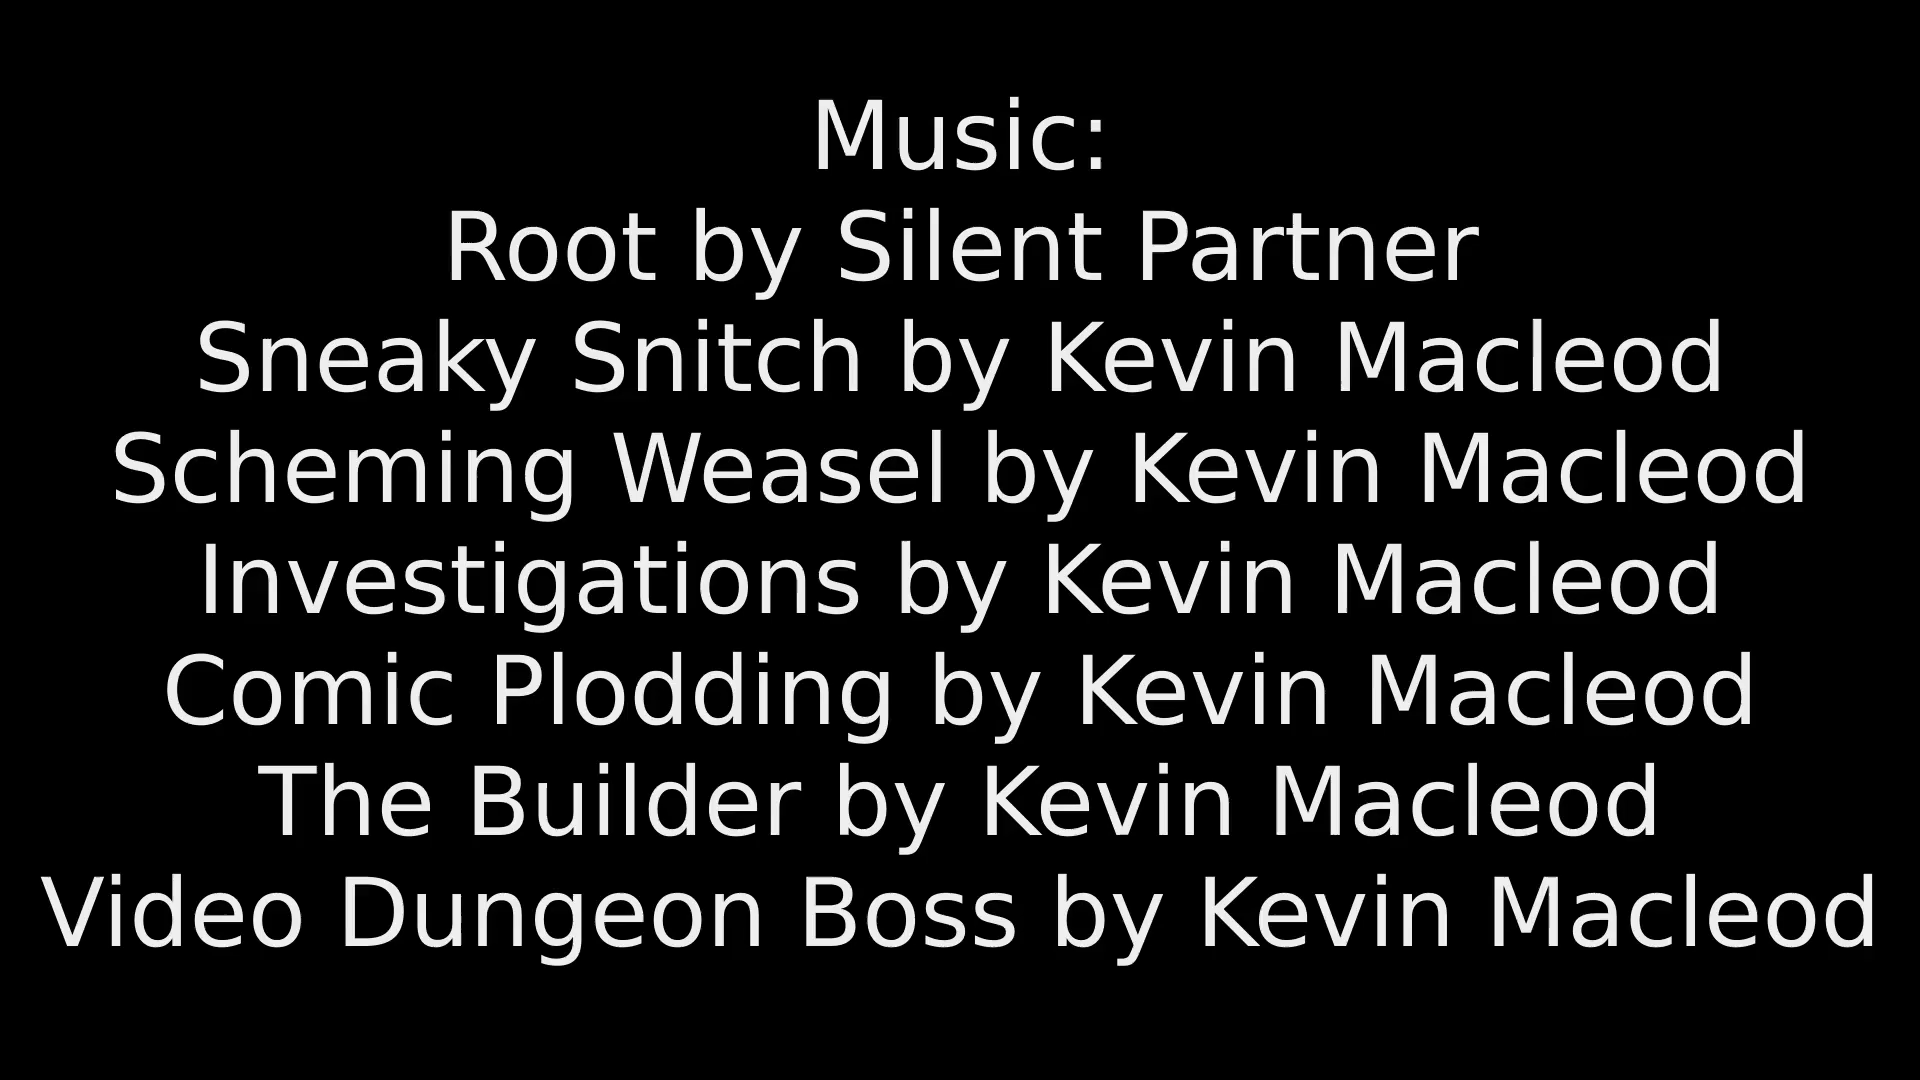 Music:
Root by Silent Partner
Sneaky Snitch by Kevin Macleod
Scheming Weasel by Kevin Macleod
Investigations by Kevin Macleod
Comic Plodding by Kevin Macleod
The Builder by Kevin Macleod
Video Dungeon Boss by Kevin Macleod